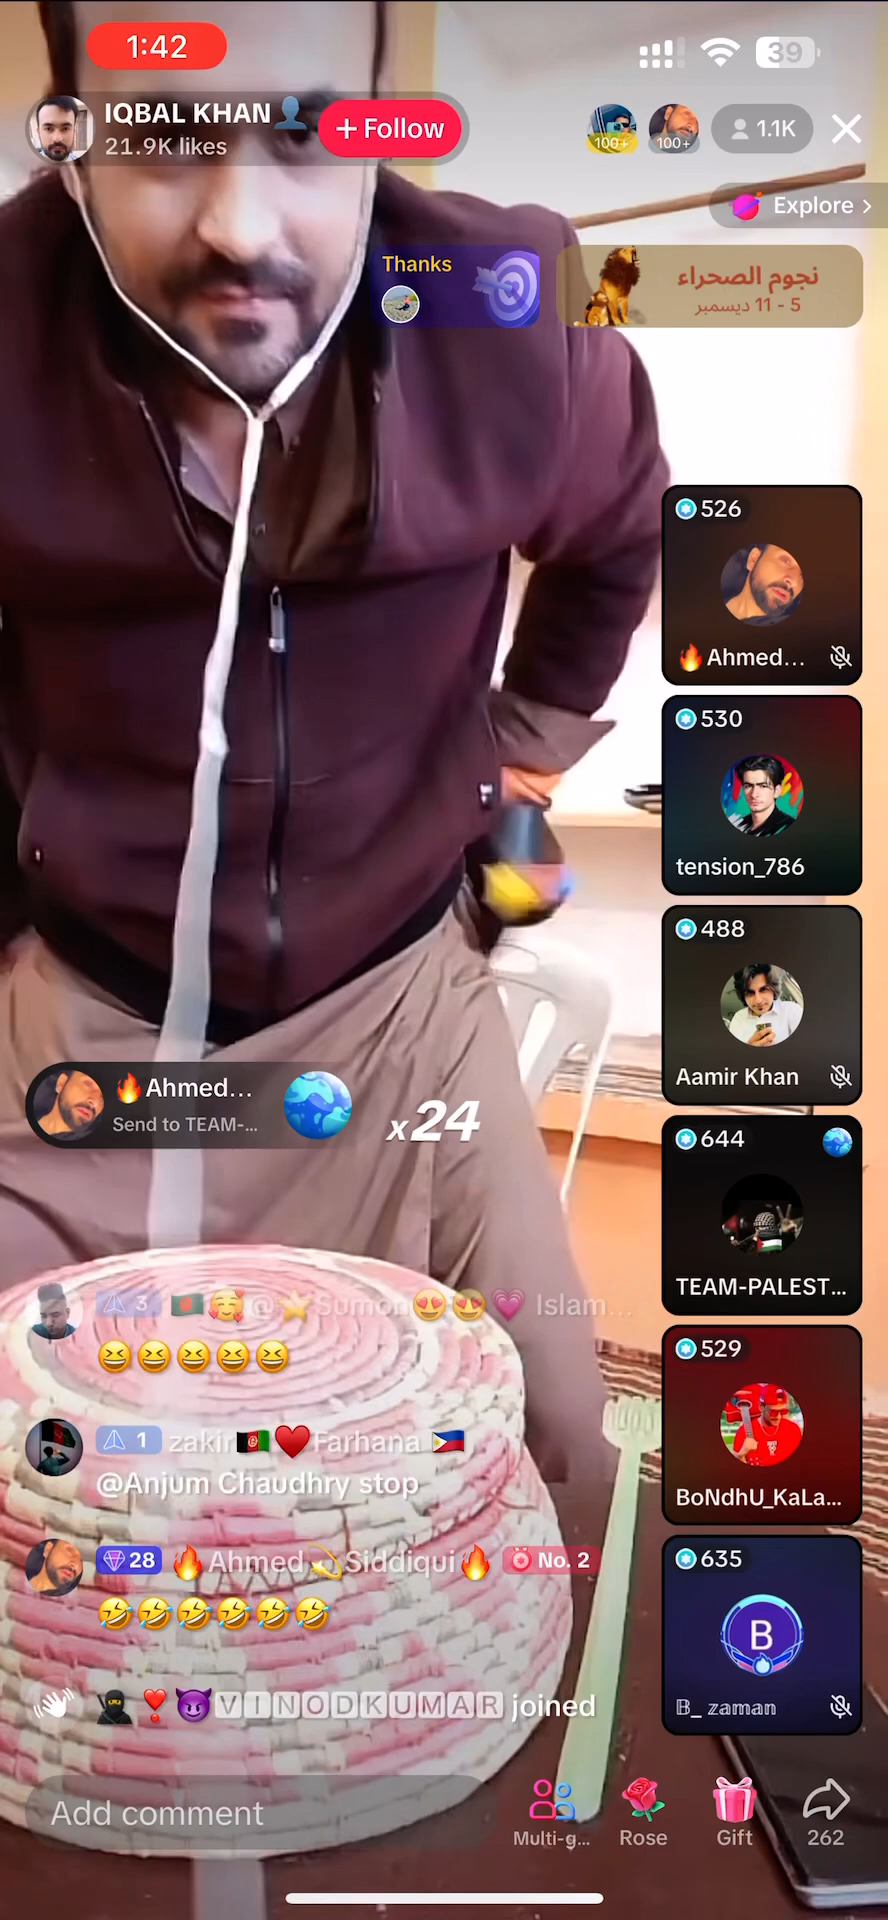 1:42
39
IQBAL KHAN👤
21.9K likes
+ Follow
100+
100+
1.1K
Explore >
Thanks
نجوم الصحراء
5 - 11 ديسمبر
526
🔥Ahmed...
530
tension_786
488
Aamir Khan
644
TEAM-PALEST...
529
BoNdhU_KaLa...
635
B
𝔹_ zaman
🔥Ahmed...
Send to TEAM-...
x24
3 🇧🇩🥰@⭐Sumon😍😍💗 Islam...
😆😆😆😆😆
1 zakir🇦🇫❤️Farhana 🇵🇭
@Anjum Chaudhry stop
28 🔥Ahmed💫Siddiqui🔥 No. 2
🤣🤣🤣🤣🤣🤣
👋 🥷❣️😈🅅🄸🄽🄾🄳🄺🅄🄼🄰🅁 joined
Add comment
Multi-g...
Rose
Gift
262